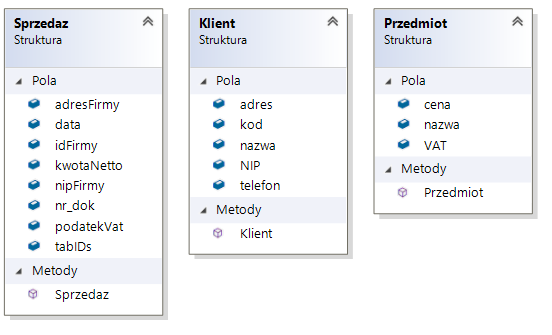 Sprzedaz
Struktura
Pola
adresFirmy
data
idFirmy
kwotaNetto
nipFirmy
nr_dok
podatekVat
tabIDs
Metody
Sprzedaz
Klient
Struktura
Pola
adres
kod
nazwa
NIP
telefon
Metody
Klient
Przedmiot
Struktura
Pola
cena
nazwa
VAT
Metody
Przedmiot